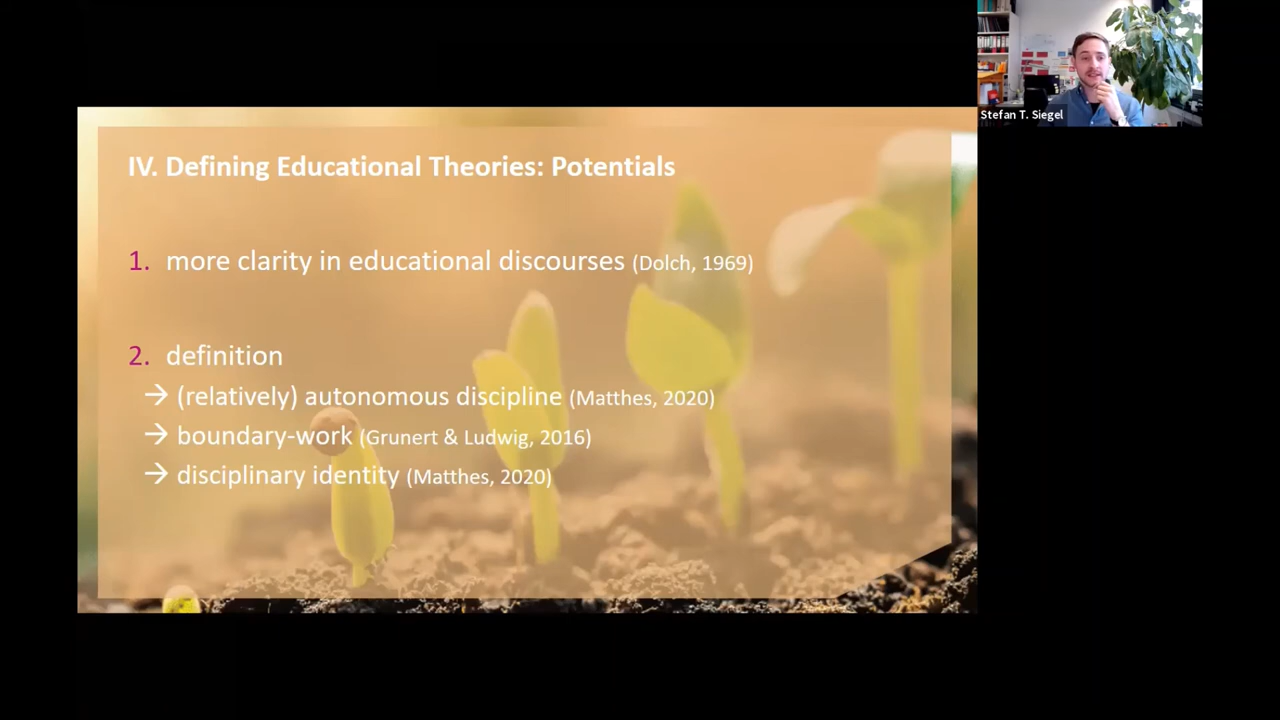 IV. Defining Educational Theories: Potentials
1. more clarity in educational discourses (Dolch, 1969)
2. definition
→ (relatively) autonomous discipline (Matthes, 2020)
→ boundary-work (Grunert & Ludwig, 2016)
→ disciplinary identity (Matthes, 2020)
Stefan T. Siegel